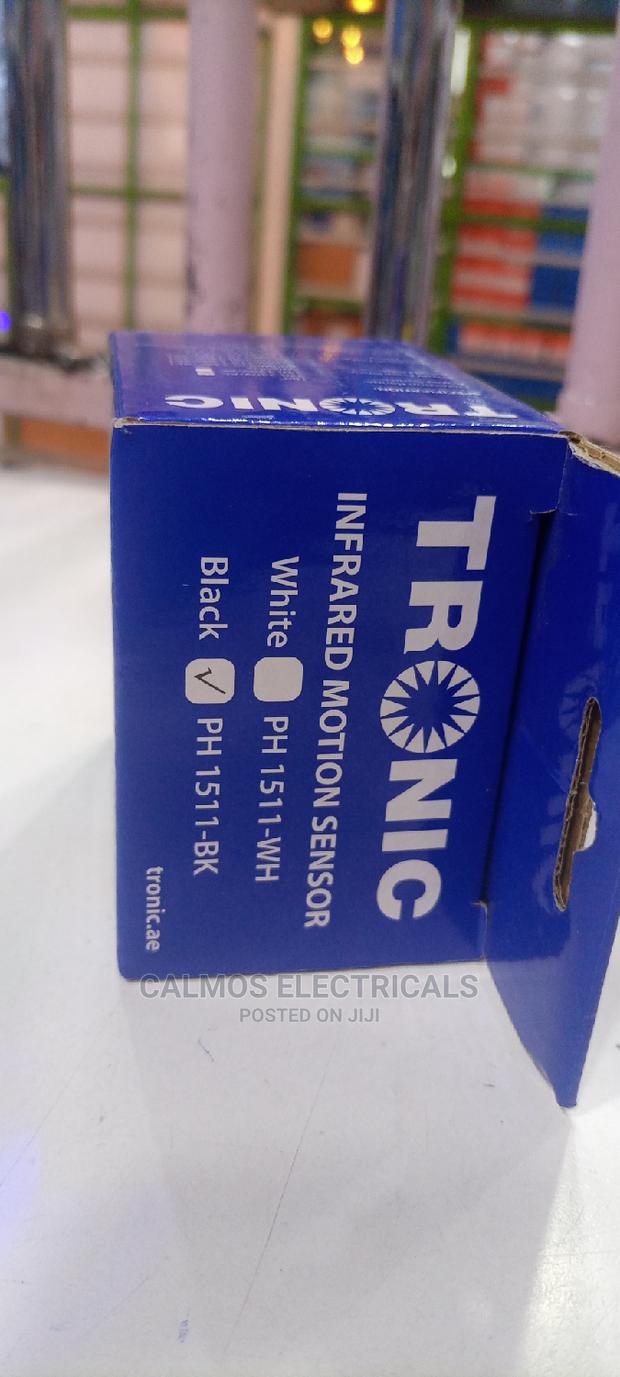 TRONIC
TRONIC
INFRARED MOTION SENSOR
White PH 1511-WH
Black ✓ PH 1511-BK
tronic.ae
CALMOS ELECTRICALS
POSTED ON JIJI